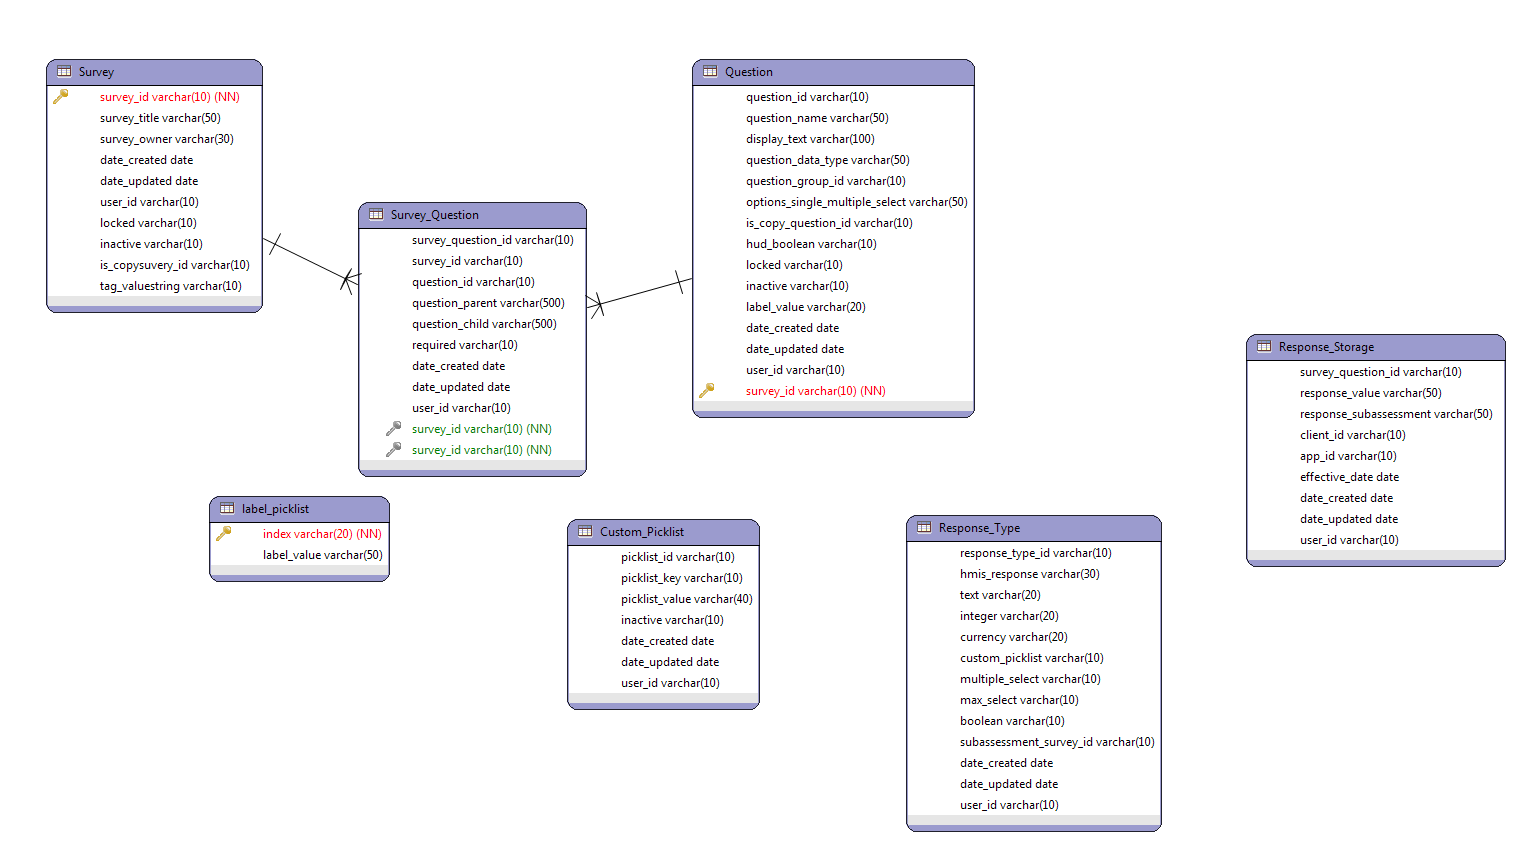 Survey
survey_id varchar(10) (NN)
survey_title varchar(50)
survey_owner varchar(30)
date_created date
date_updated date
user_id varchar(10)
locked varchar(10)
inactive varchar(10)
is_copysuvery_id varchar(10)
tag_valuestring varchar(10)
Survey_Question
survey_question_id varchar(10)
survey_id varchar(10)
question_id varchar(10)
question_parent varchar(500)
question_child varchar(500)
required varchar(10)
date_created date
date_updated date
user_id varchar(10)
survey_id varchar(10) (NN)
survey_id varchar(10) (NN)
Question
question_id varchar(10)
question_name varchar(50)
display_text varchar(100)
question_data_type varchar(50)
question_group_id varchar(10)
options_single_multiple_select varchar(50)
is_copy_question_id varchar(10)
hud_boolean varchar(10)
locked varchar(10)
inactive varchar(10)
label_value varchar(20)
date_created date
date_updated date
user_id varchar(10)
survey_id varchar(10) (NN)
Response_Storage
survey_question_id varchar(10)
response_value varchar(50)
response_subassessment varchar(50)
client_id varchar(10)
app_id varchar(10)
effective_date date
date_created date
date_updated date
user_id varchar(10)
label_picklist
index varchar(20) (NN)
label_value varchar(50)
Custom_Picklist
picklist_id varchar(10)
picklist_key varchar(10)
picklist_value varchar(40)
inactive varchar(10)
date_created date
date_updated date
user_id varchar(10)
Response_Type
response_type_id varchar(10)
hmis_response varchar(30)
text varchar(20)
integer varchar(20)
currency varchar(20)
custom_picklist varchar(10)
multiple_select varchar(10)
max_select varchar(10)
boolean varchar(10)
subassessment_survey_id varchar(10)
date_created date
date_updated date
user_id varchar(10)